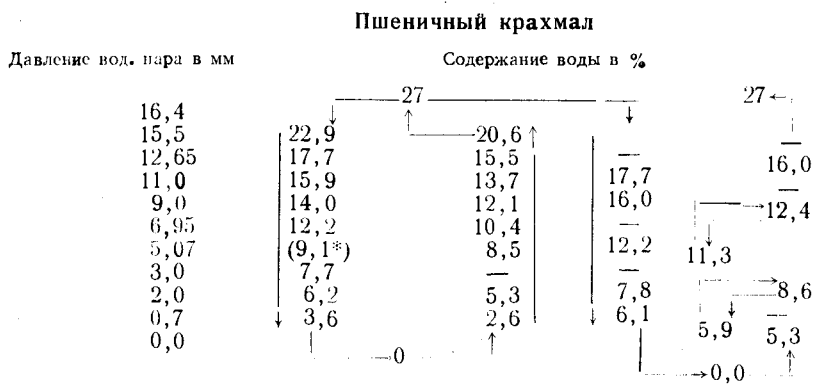 Пшеничный крахмал
Давление вод. пара в мм Содержание воды в %
16,4 27 27
15,5 22,9 20,6 —
12,65 17,7 15,5 — 16,0
11,0 15,9 13,7 17,7 —
9,0 14,0 12,1 16,0 12,4
6,95 12,2 10,4 —
5,07 (9,1*) 8,5 12,2 11,3
3,0 7,7 — —
2,0 6,2 5,3 7,8 8,6
0,7 3,6 2,6 6,1 5,9 —
0,0 5,3
0 0,0